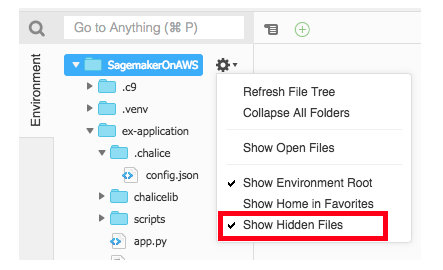 Go to Anything (⌘ P)
Environment
SagemakerOnAWS
.c9
.venv
ex-application
.chalice
config.json
chalicelib
scripts
app.py
Refresh File Tree
Collapse All Folders
Show Open Files
Show Environment Root
Show Home in Favorites
Show Hidden Files